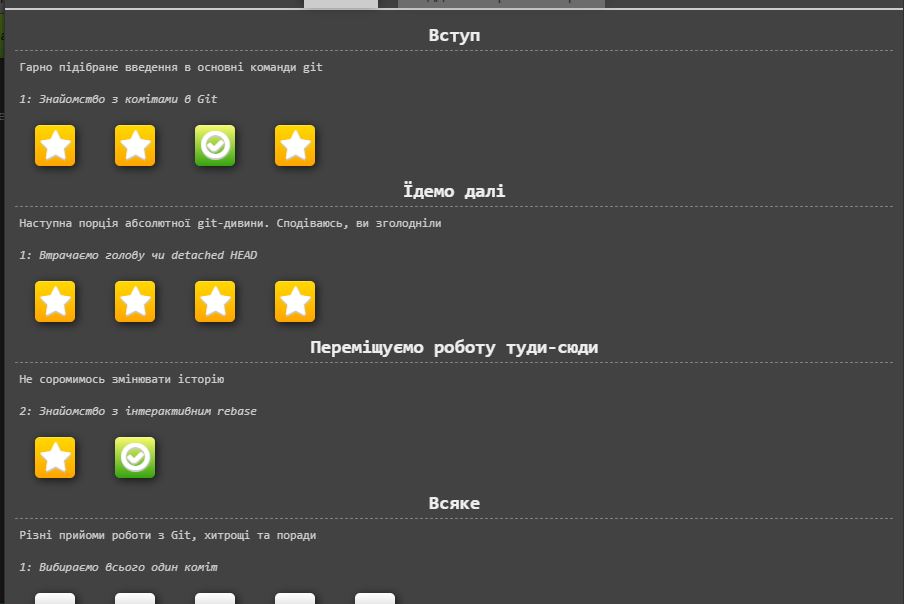 Вступ
Гарно підібране введення в основні команди git
1: Знайомство з комітами в Git
Їдемо далі
Наступна порція абсолютної git-дивини. Сподіваюсь, ви зголодніли
1: Втрачаємо голову чи detached HEAD
Переміщуємо роботу туди-сюди
Не соромимось змінювати історію
2: Знайомство з інтерактивним rebase
Всяке
Різні прийоми роботи з Git, хитрощі та поради
1: Вибираємо всього один коміт